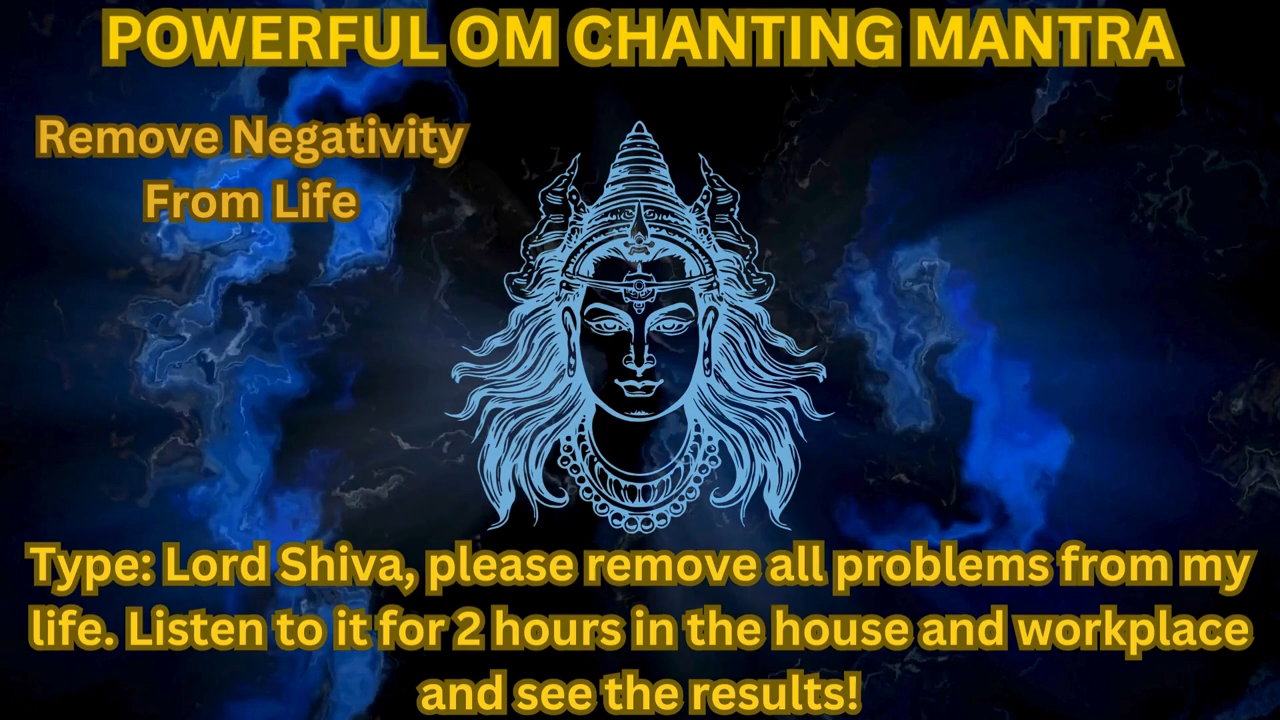 POWERFUL OM CHANTING MANTRA
Remove Negativity
From Life
Type: Lord Shiva, please remove all problems from my
life. Listen to it for 2 hours in the house and workplace
and see the results!